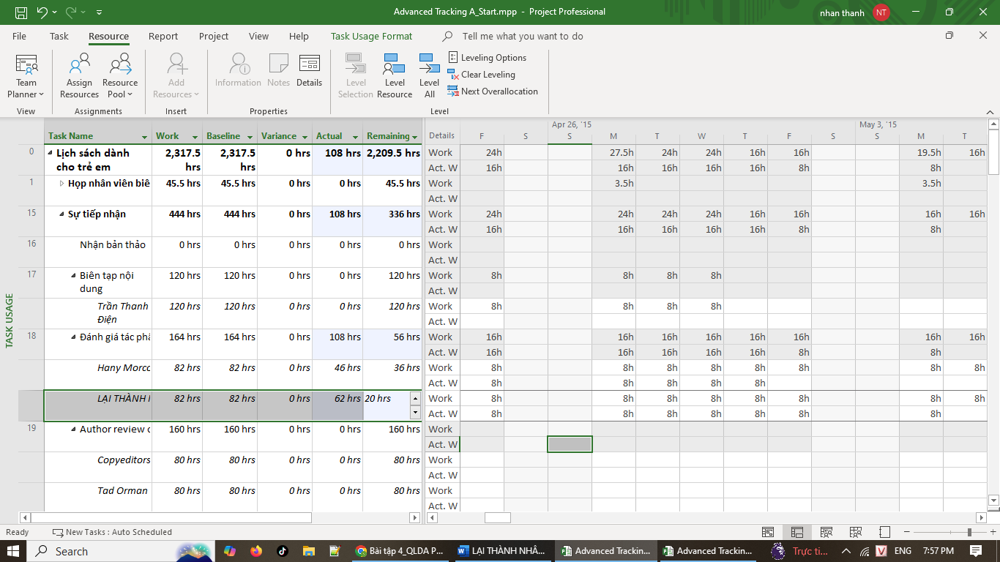 Advanced Tracking A_Start.mpp - Project Professional
nhan thanh NT
File Task Resource Report Project View Help Task Usage Format Tell me what you want to do
Team Planner
Assign Resources
Resource Pool
Add Resources
Information
Notes
Details
Level Selection
Level Resource
Level All
Leveling Options
Clear Leveling
Next Overallocation
View Assignments Insert Properties Level
Apr 26, '15 May 3, '15
Task Name Work Baseline Variance Actual Remaining Details F S S M T W T F S S M T
0 Lịch sách dành cho trẻ em 2,317.5 hrs 2,317.5 hrs 0 hrs 108 hrs 2,209.5 hrs Work 24h 27.5h 24h 24h 16h 16h 19.5h 16h
Act. W 16h 16h 16h 16h 16h 8h 8h
1 Họp nhân viên biê 45.5 hrs 45.5 hrs 0 hrs 0 hrs 45.5 hrs Work 3.5h 3.5h
Act. W
15 Sự tiếp nhận 444 hrs 444 hrs 0 hrs 108 hrs 336 hrs Work 24h 24h 24h 24h 16h 16h 16h 16h
Act. W 16h 16h 16h 16h 16h 8h 8h
16 Nhận bản thảo 0 hrs 0 hrs 0 hrs 0 hrs 0 hrs Work
Act. W
17 Biên tạp nội dung 120 hrs 120 hrs 0 hrs 0 hrs 120 hrs Work 8h 8h 8h 8h
Act. W
Trần Thanh Điện 120 hrs 120 hrs 0 hrs 0 hrs 120 hrs Work 8h 8h 8h 8h
Act. W
18 Đánh giá tác phẩ 164 hrs 164 hrs 0 hrs 108 hrs 56 hrs Work 16h 16h 16h 16h 16h 16h 16h 16h
Act. W 16h 16h 16h 16h 16h 8h 8h
Hany Morcc 82 hrs 82 hrs 0 hrs 46 hrs 36 hrs Work 8h 8h 8h 8h 8h 8h 8h 8h
Act. W 8h 8h 8h 8h 8h
LẠI THÀNH 82 hrs 82 hrs 0 hrs 62 hrs 20 hrs Work 8h 8h 8h 8h 8h 8h 8h 8h
Act. W 8h 8h 8h 8h 8h 8h 8h
19 Author review c 160 hrs 160 hrs 0 hrs 0 hrs 160 hrs Work
Act. W
Copyeditors 80 hrs 80 hrs 0 hrs 0 hrs 80 hrs Work
Act. W
Tad Orman 80 hrs 80 hrs 0 hrs 0 hrs 80 hrs Work
Act. W
TASK USAGE
Ready New Tasks : Auto Scheduled
Search Bài tập 4_QLDA P... LẠI THÀNH NHÂ... Advanced Trackin... Advanced Trackin... Trực ti... V ENG 7:57 PM